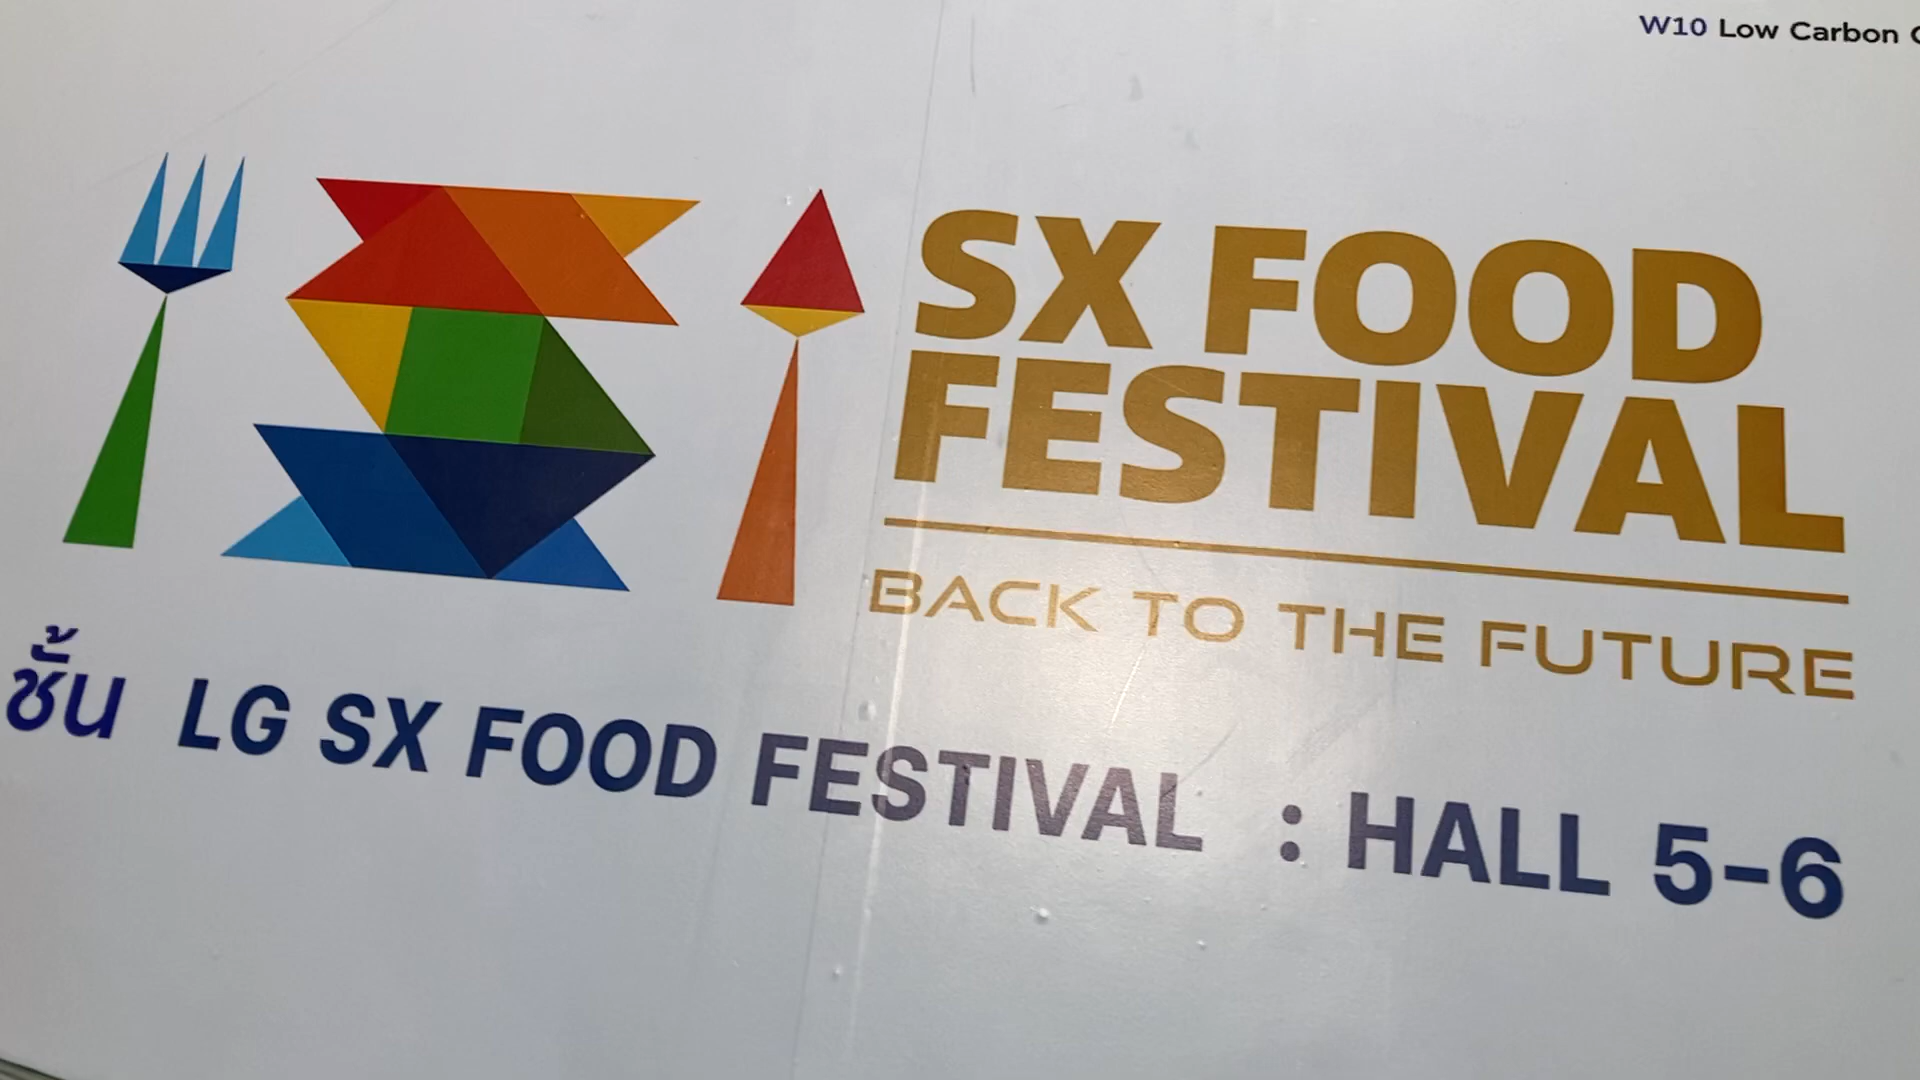 W10 Low Carbon
SX FOOD
FESTIVAL
BACK TO THE FUTURE
ชั้น LG SX FOOD FESTIVAL : HALL 5-6